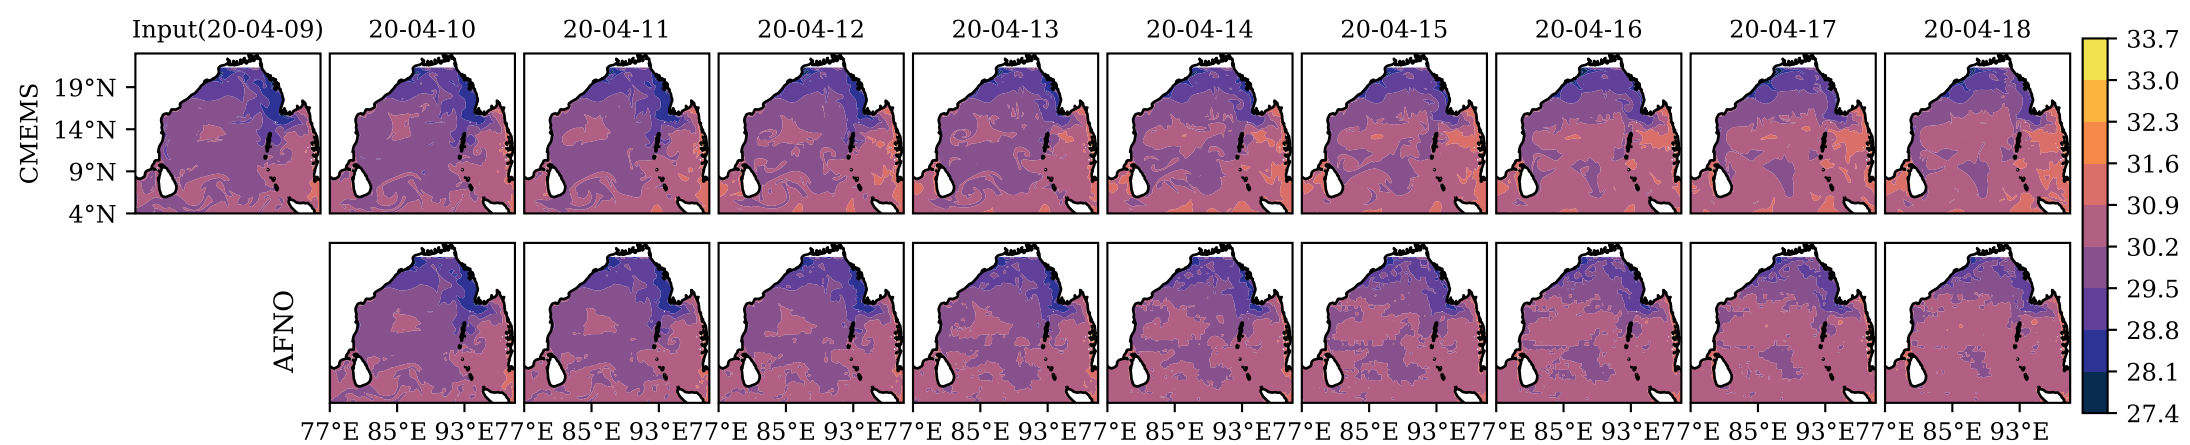 Input(20-04-09) 20-04-10 20-04-11 20-04-12 20-04-13 20-04-14 20-04-15 20-04-16 20-04-17 20-04-18
CMEMS
19°N
14°N
9°N
4°N
AFNO
77°E 85°E 93°E77°E 85°E 93°E77°E 85°E 93°E77°E 85°E 93°E77°E 85°E 93°E77°E 85°E 93°E77°E 85°E 93°E77°E 85°E 93°E77°E 85°E 93°E
33.7
33.0
32.3
31.6
30.9
30.2
29.5
28.8
28.1
27.4